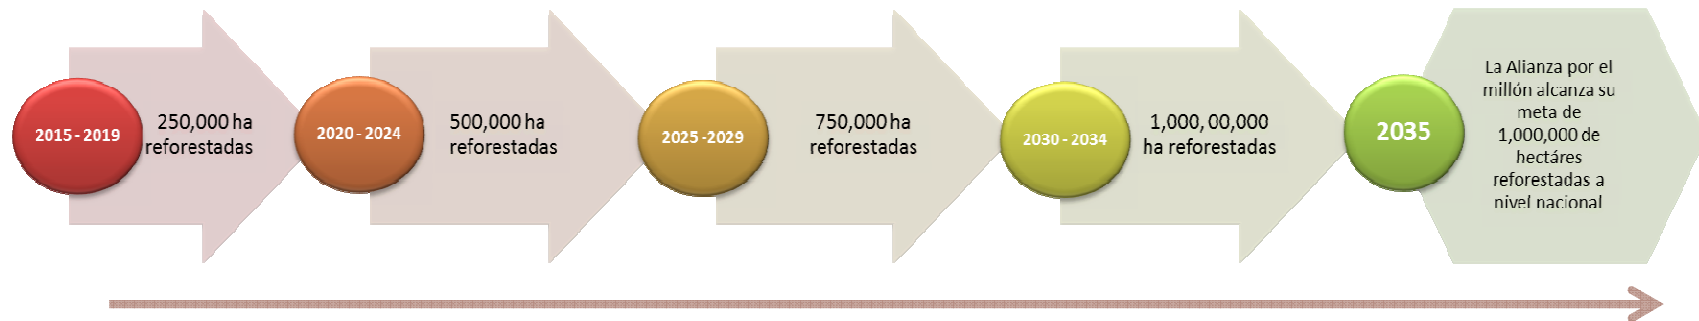 2015 - 2019
250,000 ha
reforestadas
2020 - 2024
500,000 ha
reforestadas
2025 -2029
750,000 ha
reforestadas
2030 - 2034
1,000, 00,000
ha reforestadas
2035
La Alianza por el
millón alcanza su
meta de
1,000,000 de
hectáres
reforestadas a
nivel nacional